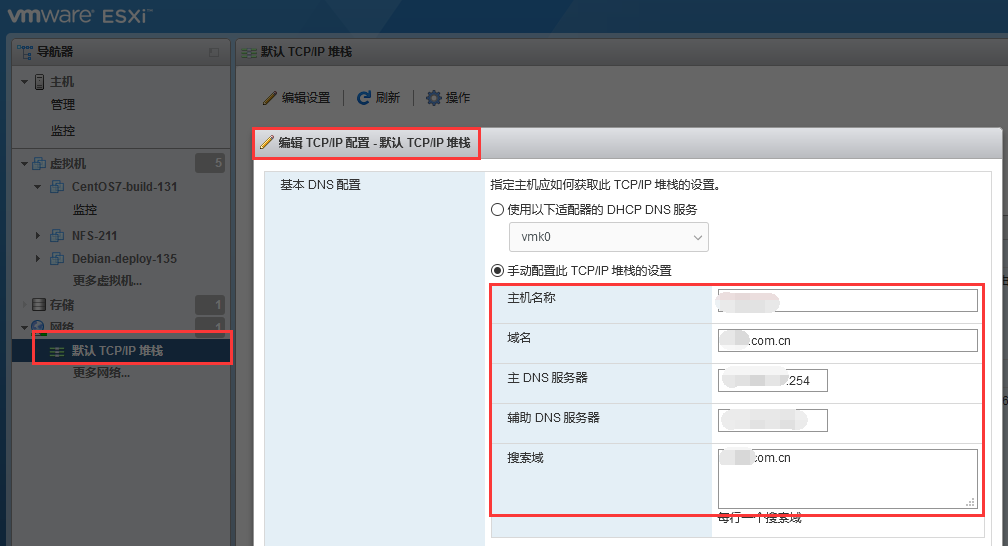 vmware ESXi™
导航器
默认 TCP/IP 堆栈
主机
编辑设置
刷新
操作
管理
监控
编辑 TCP/IP 配置 - 默认 TCP/IP 堆栈
虚拟机
5
基本 DNS 配置
指定主机应如何获取此 TCP/IP 堆栈的设置。
CentOS7-build-131
使用以下适配器的 DHCP DNS 服务
监控
vmk0
NFS-211
Debian-deploy-135
手动配置此 TCP/IP 堆栈的设置
更多虚拟机...
主机名称
存储
1
网络
1
域名
.com.cn
默认 TCP/IP 堆栈
更多网络...
主 DNS 服务器
.254
辅助 DNS 服务器
搜索域
.com.cn
每行一个搜索域